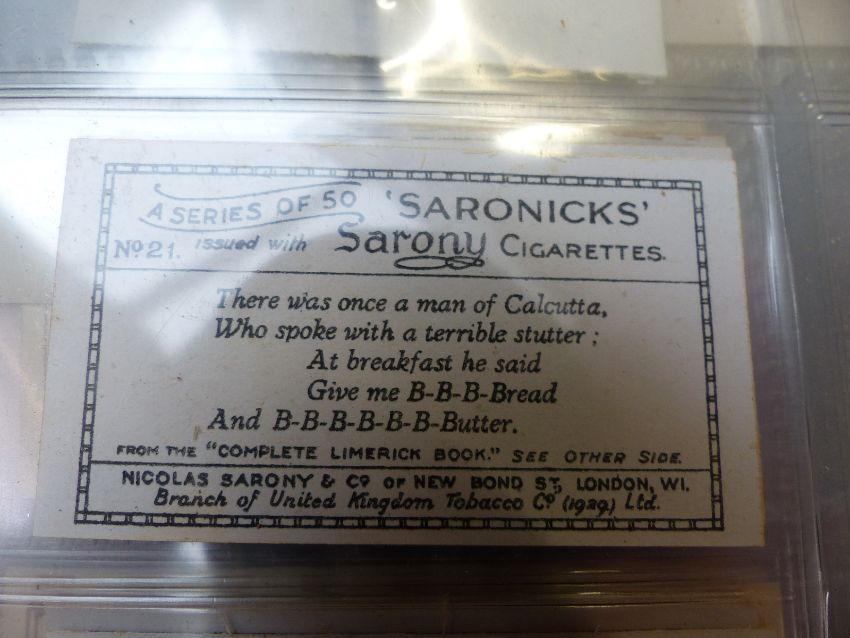 A SERIES OF 50 'SARONICKS'
No 21. issued with Sarony CIGARETTES.
There was once a man of Calcutta,
Who spoke with a terrible stutter;
At breakfast he said
Give me B-B-B-Bread
And B-B-B-B-B-B-Butter.
FROM THE "COMPLETE LIMERICK BOOK." SEE OTHER SIDE.
NICOLAS SARONY & Co OF NEW BOND ST, LONDON, W1.
Branch of United Kingdom Tobacco Co (1929) Ltd.